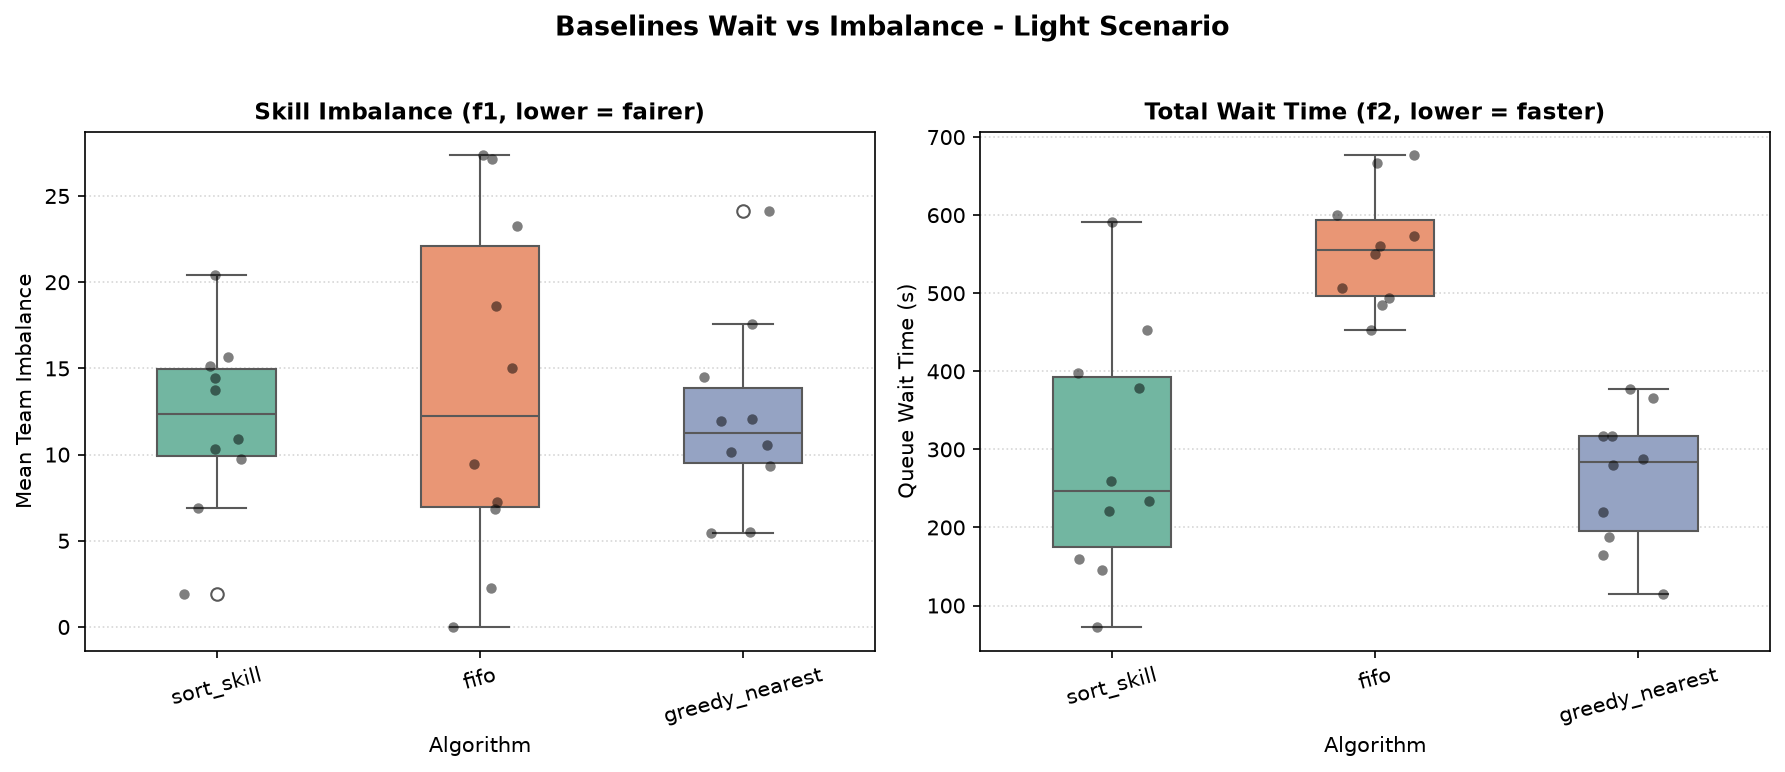 Baselines Wait vs Imbalance - Light Scenario
Skill Imbalance (f1, lower = fairer)
Mean Team Imbalance
25
20
15
10
5
0
sort_skill
fifo
greedy_nearest
Algorithm
Total Wait Time (f2, lower = faster)
Queue Wait Time (s)
700
600
500
400
300
200
100
sort_skill
fifo
greedy_nearest
Algorithm